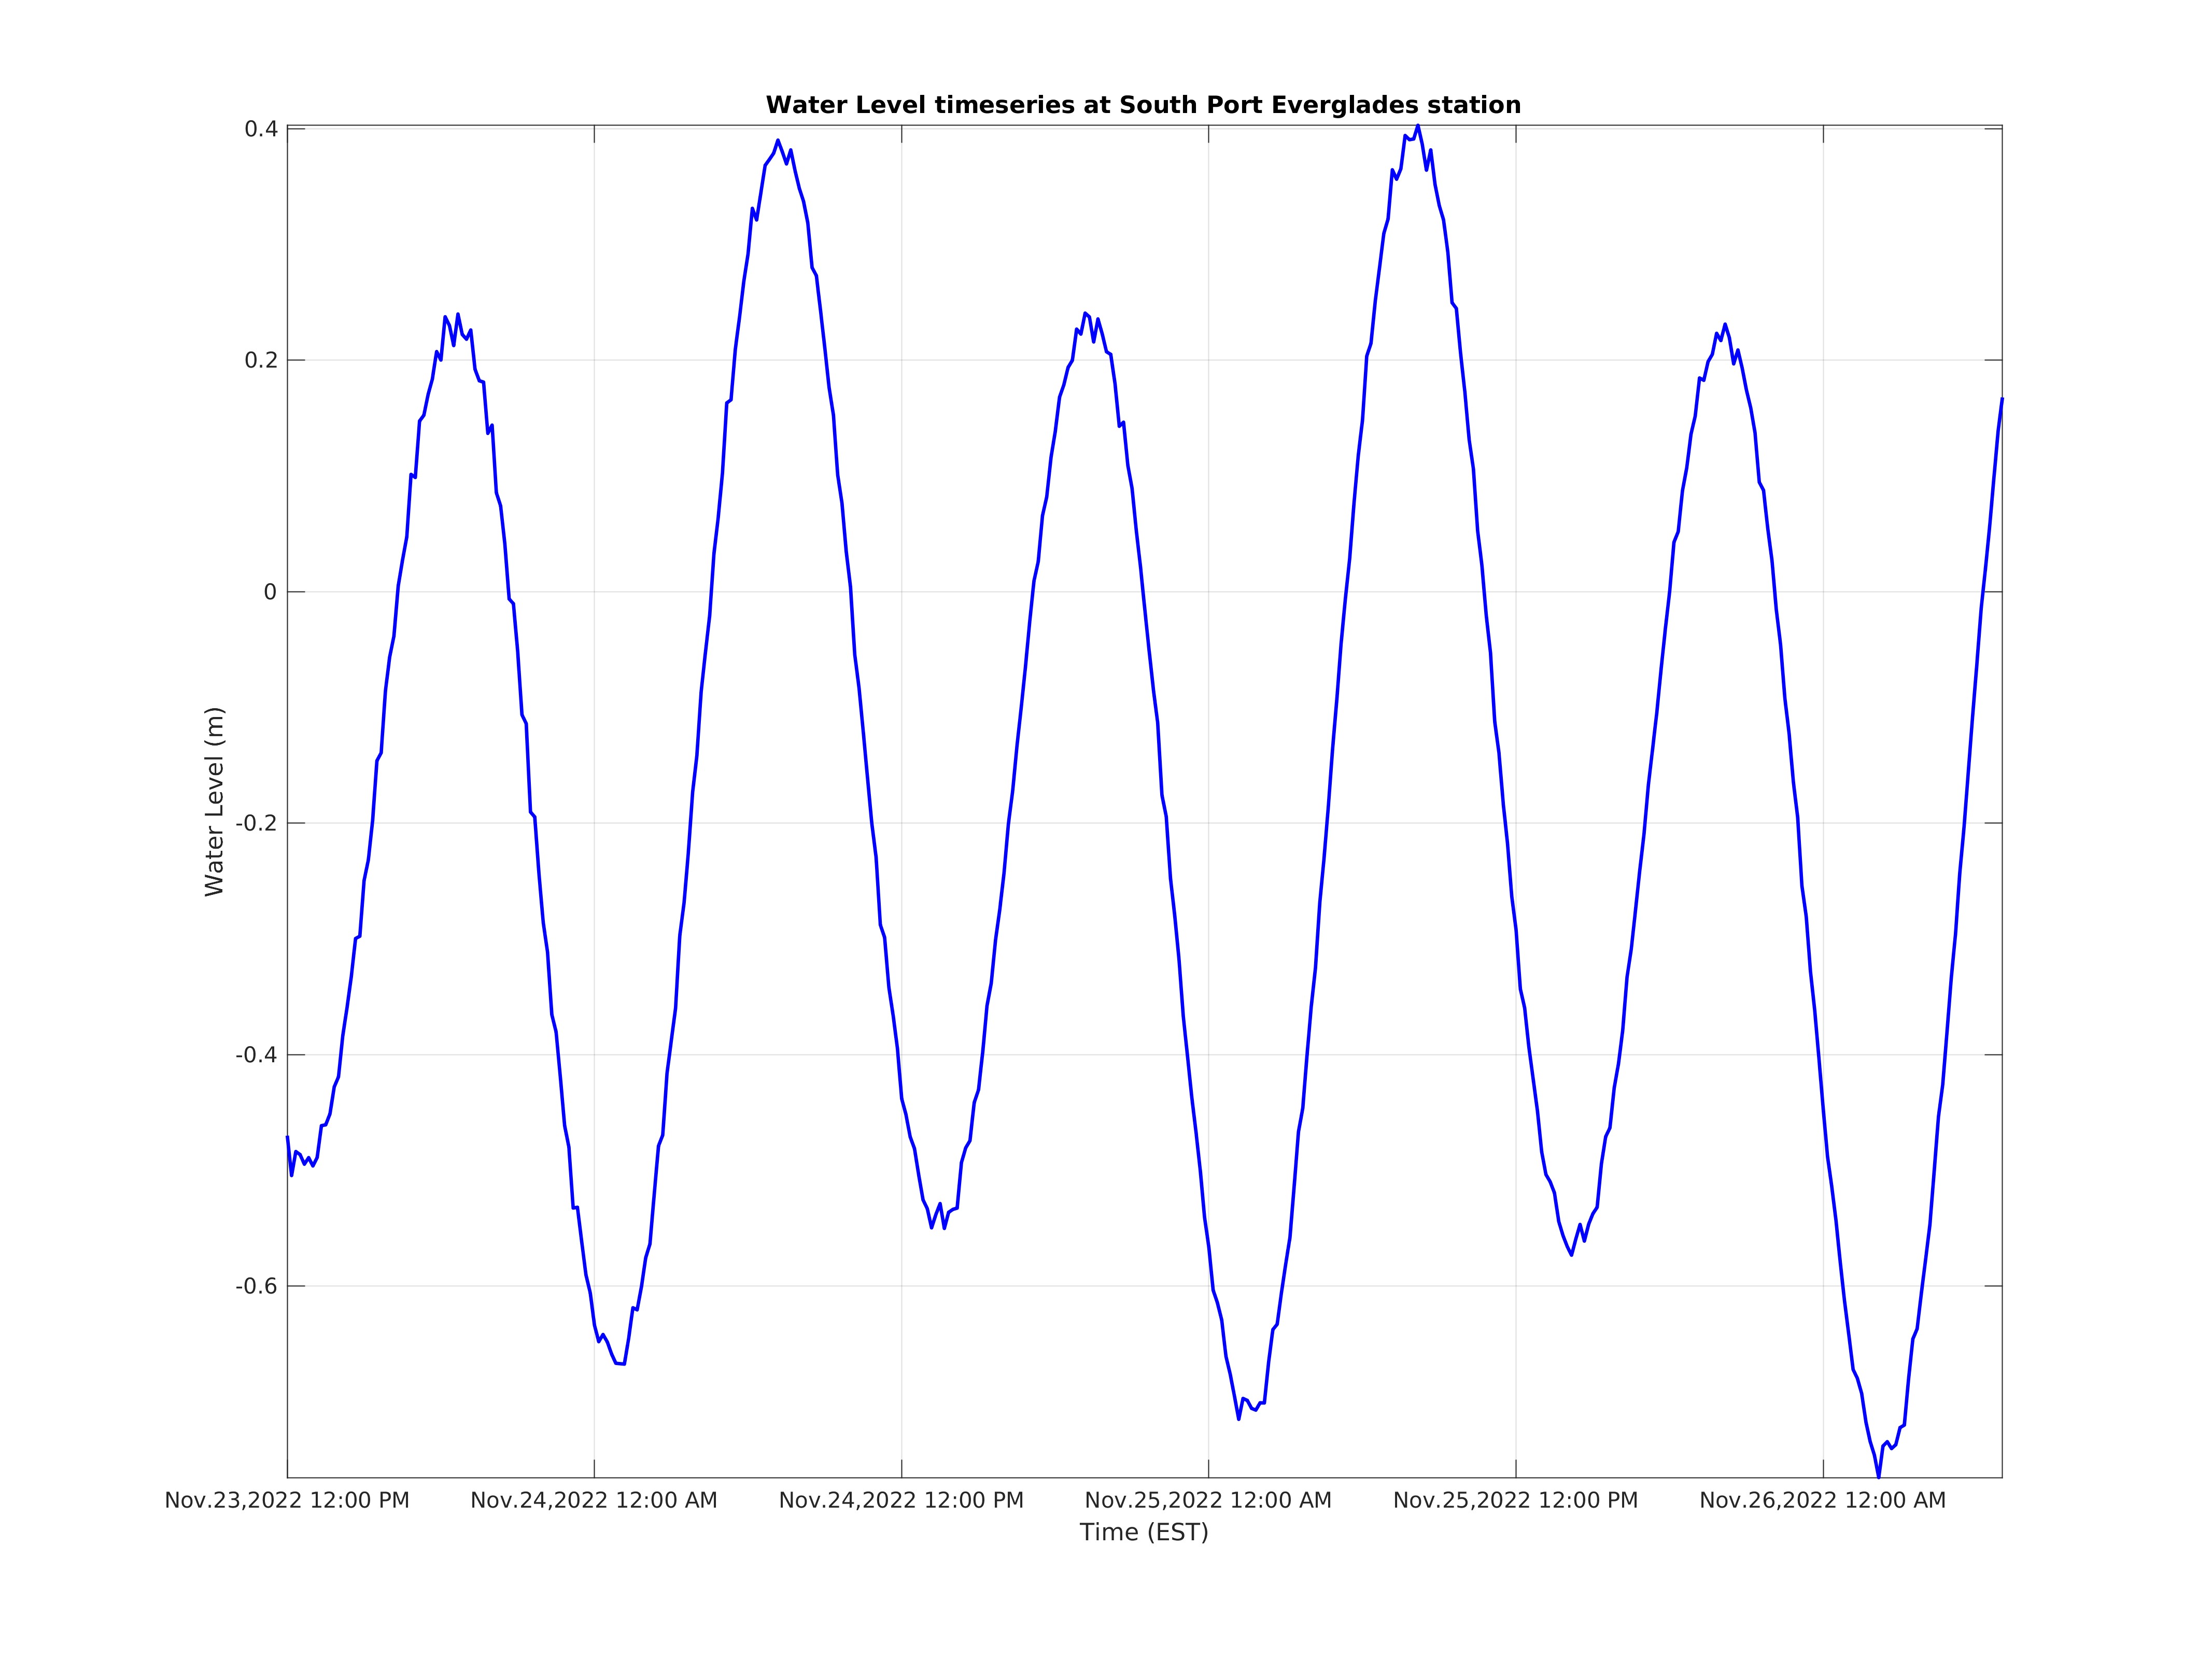 Water Level timeseries at South Port Everglades station
0.4
0.2
0
-0.2
-0.4
-0.6
Water Level (m)
Nov.23,2022 12:00 PM
Nov.24,2022 12:00 AM
Nov.24,2022 12:00 PM
Nov.25,2022 12:00 AM
Nov.25,2022 12:00 PM
Nov.26,2022 12:00 AM
Time (EST)